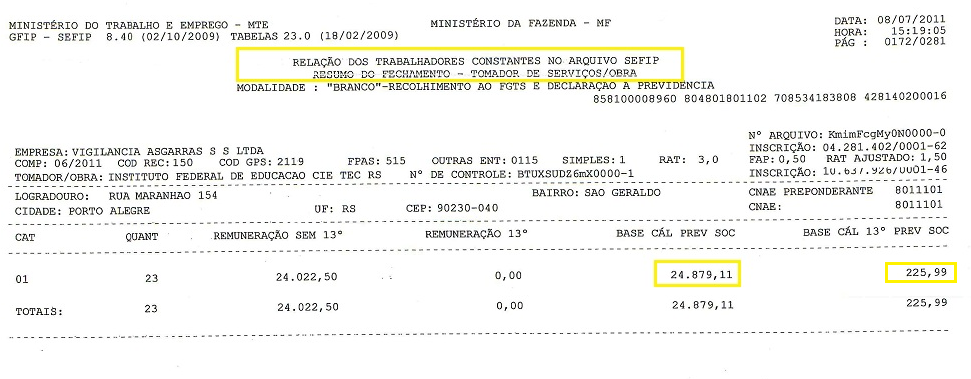 MINISTÉRIO DO TRABALHO E EMPREGO - MTE MINISTÉRIO DA FAZENDA - MF DATA: 08/07/2011
GFIP - SEFIP 8.40 (02/10/2009) TABELAS 23.0 (18/02/2009) HORA: 15:19:05
PÁG : 0172/0281
RELAÇÃO DOS TRABALHADORES CONSTANTES NO ARQUIVO SEFIP
RESUMO DO FECHAMENTO - TOMADOR DE SERVIÇOS/OBRA
MODALIDADE : "BRANCO"-RECOLHIMENTO AO FGTS E DECLARAÇÃO A PREVIDENCIA
858100008960 804801801102 708534183808 428140200016
Nº ARQUIVO: KmimFcgMy0N0000-0
EMPRESA: VIGILANCIA ASGARRAS S S LTDA INSCRIÇÃO: 04.281.402/0001-62
COMP: 06/2011 COD REC: 150 COD GPS: 2119 FPAS: 515 OUTRAS ENT: 0115 SIMPLES: 1 RAT: 3,0 FAP: 0,50 RAT AJUSTADO: 1,50
TOMADOR/OBRA: INSTITUTO FEDERAL DE EDUCACAO CIE TEC RS Nº DE CONTROLE: BTUXSUDZ6mX0000-1 INSCRIÇÃO: 10.637.926/0001-46
LOGRADOURO: RUA MARANHAO 154 BAIRRO: SAO GERALDO CNAE PREPONDERANTE 8011101
CIDADE: PORTO ALEGRE UF: RS CEP: 90230-040 CNAE: 8011101
CAT QUANT REMUNERAÇÃO SEM 13º REMUNERAÇÃO 13º BASE CÁL PREV SOC BASE CÁL 13º PREV SOC
01 23 24.022,50 0,00 24.879,11 225,99
TOTAIS: 23 24.022,50 0,00 24.879,11 225,99